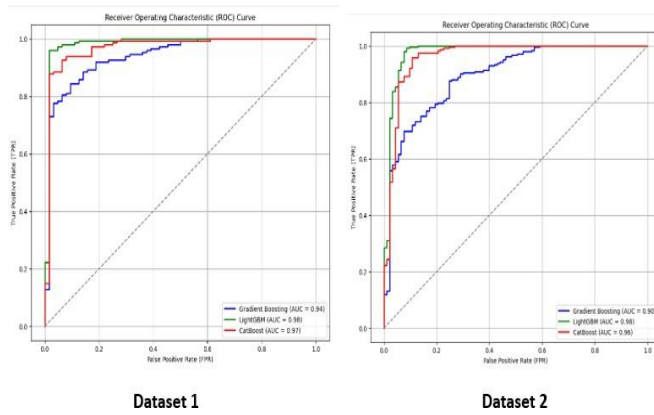 Receiver Operating Characteristic (ROC) Curve
True Positive Rate [TPR]
1.0
0.8
0.6
0.4
0.2
0.0
Gradient Boosting (AUC = 0.94)
LightGBM (AUC = 0.98)
CatBoost (AUC = 0.97)
0.0 0.2 0.4 0.6 0.8 1.0
False Positive Rate (FPR)
Dataset 1
Receiver Operating Characteristic (ROC) Curve
True Positive Rate [TPR]
1.0
0.8
0.6
0.4
0.2
0.0
Gradient Boosting (AUC = 0.90
LightGBM (AUC = 0.98)
CatBoost (AUC = 0.96)
0.0 0.2 0.4 0.6 0.8 1.0
False Positive Rate (FPR)
Dataset 2